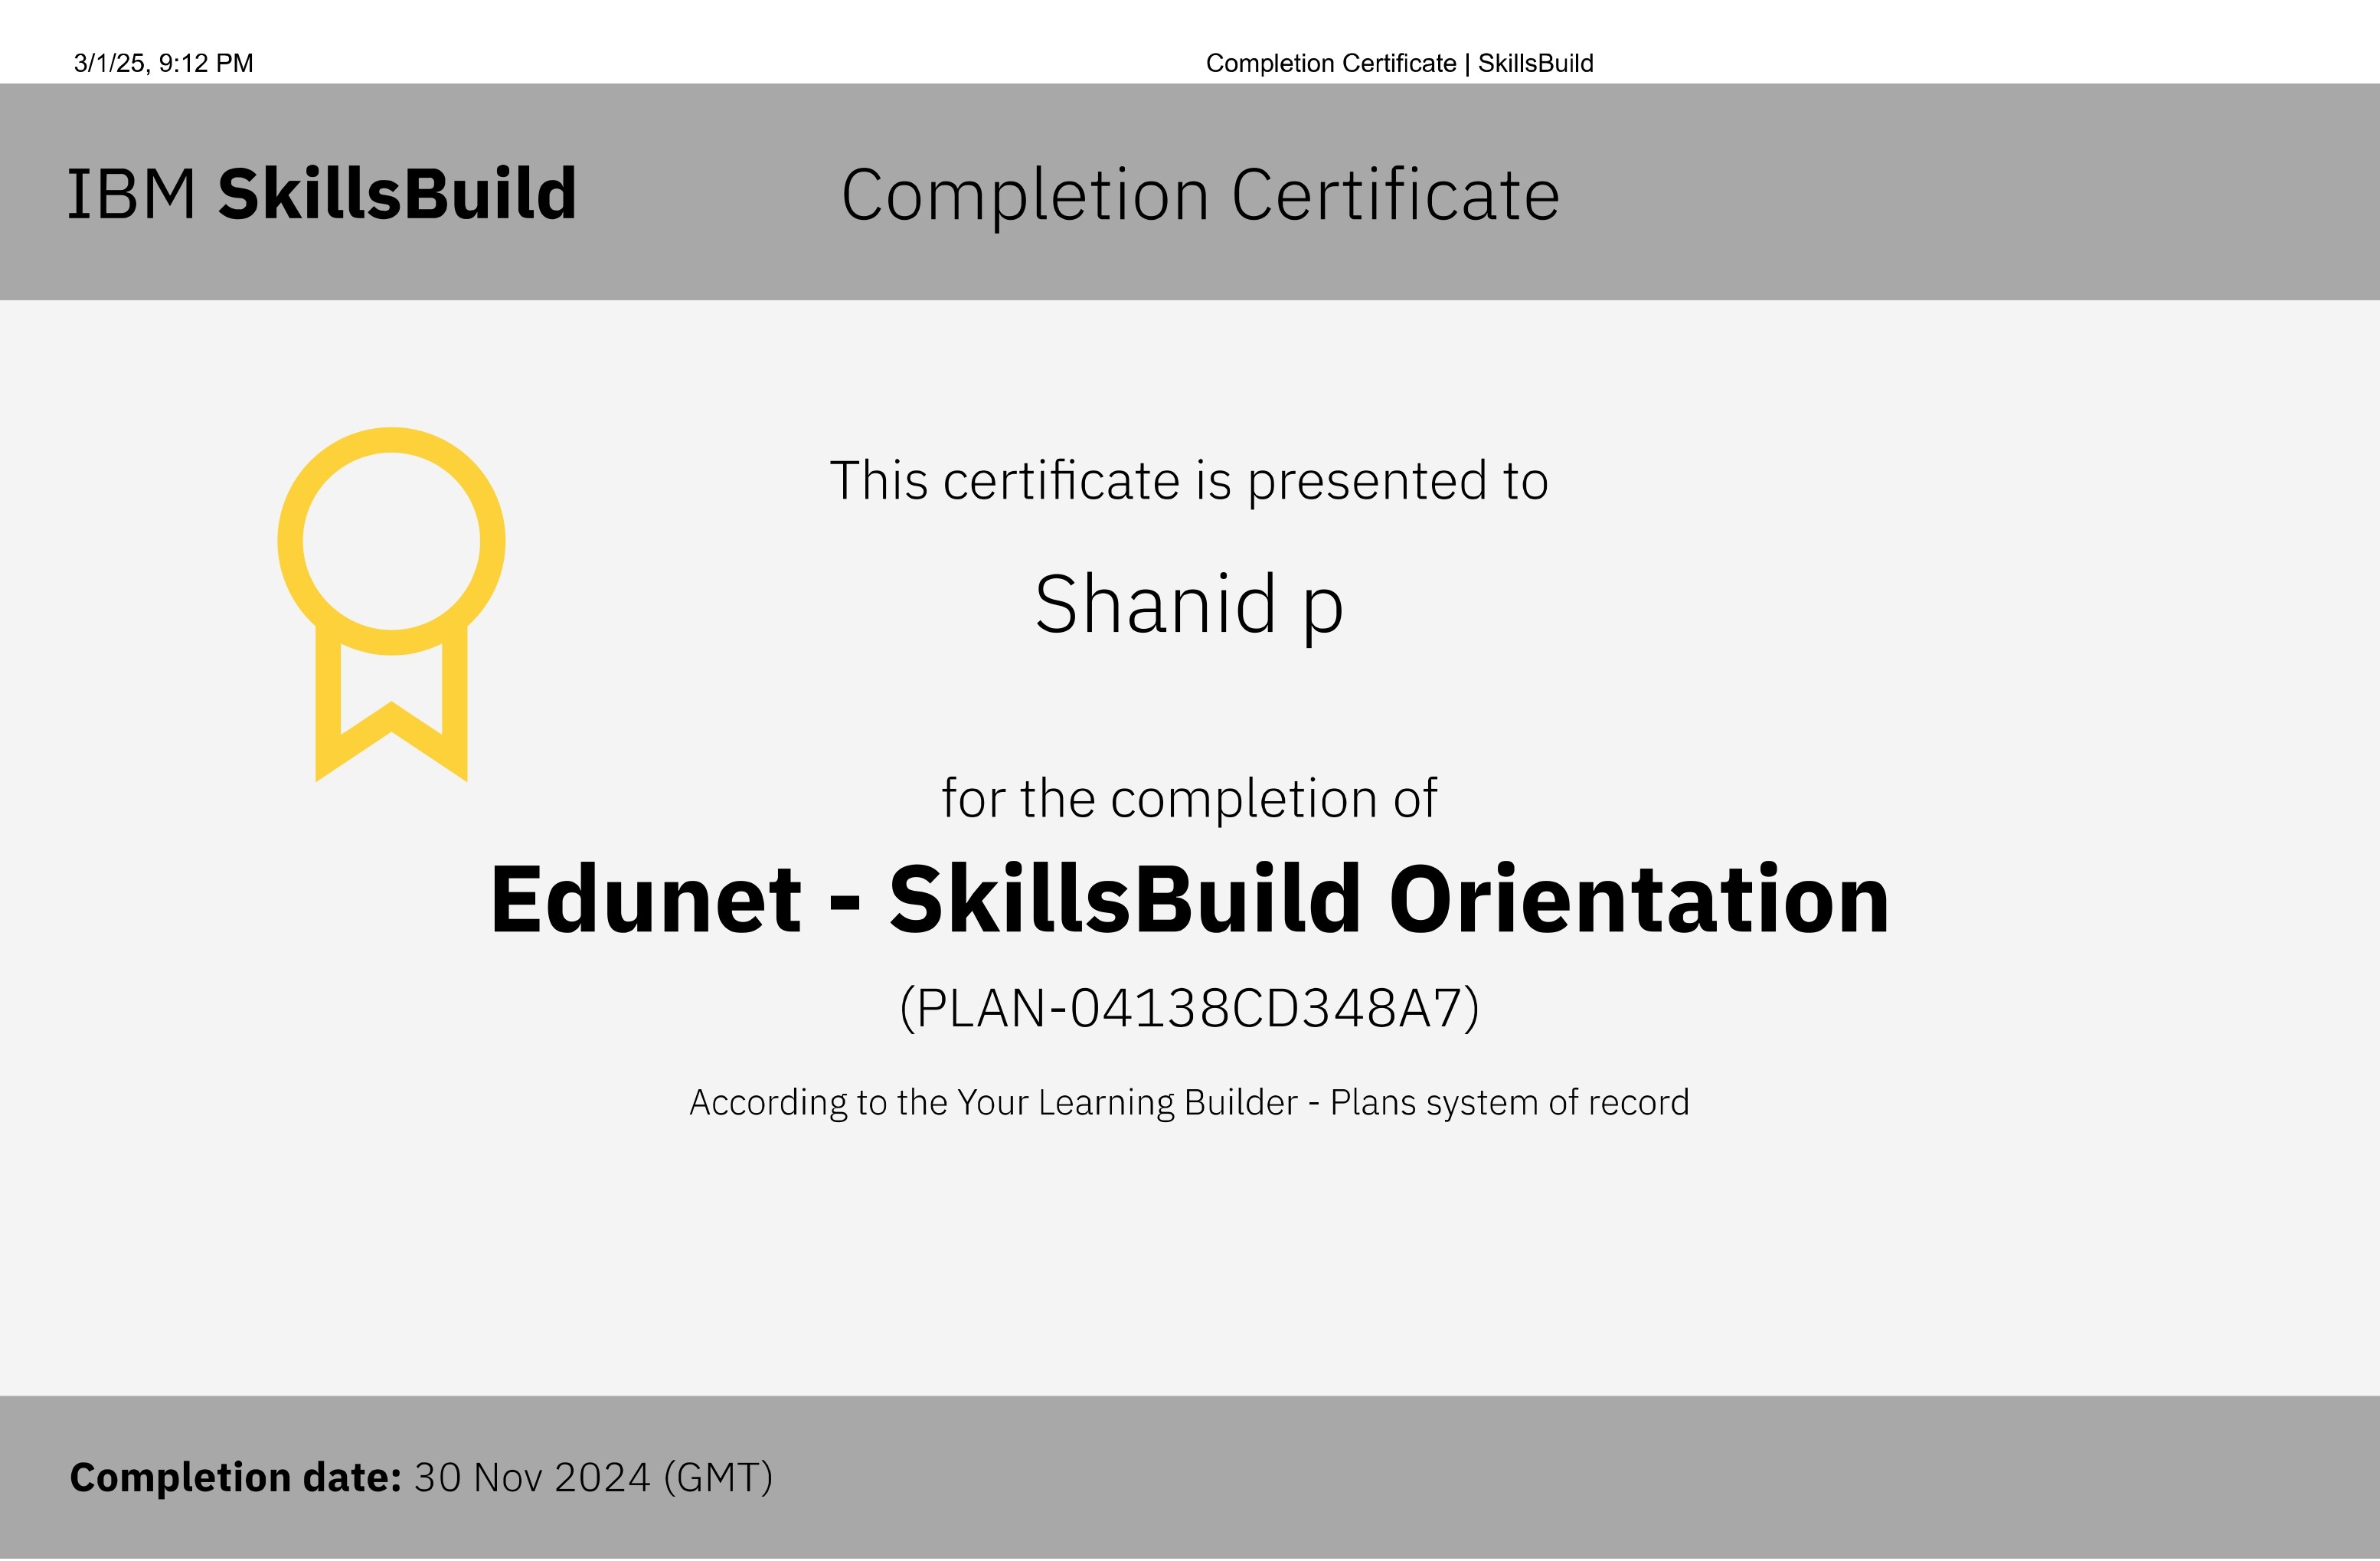 3/1/25, 9:12 PM Completion Certificate | SkillsBuild
IBM SkillsBuild Completion Certificate
This certificate is presented to
Shanid p
for the completion of
Edunet - SkillsBuild Orientation
(PLAN-04138CD348A7)
According to the Your Learning Builder - Plans system of record
Completion date: 30 Nov 2024 (GMT)